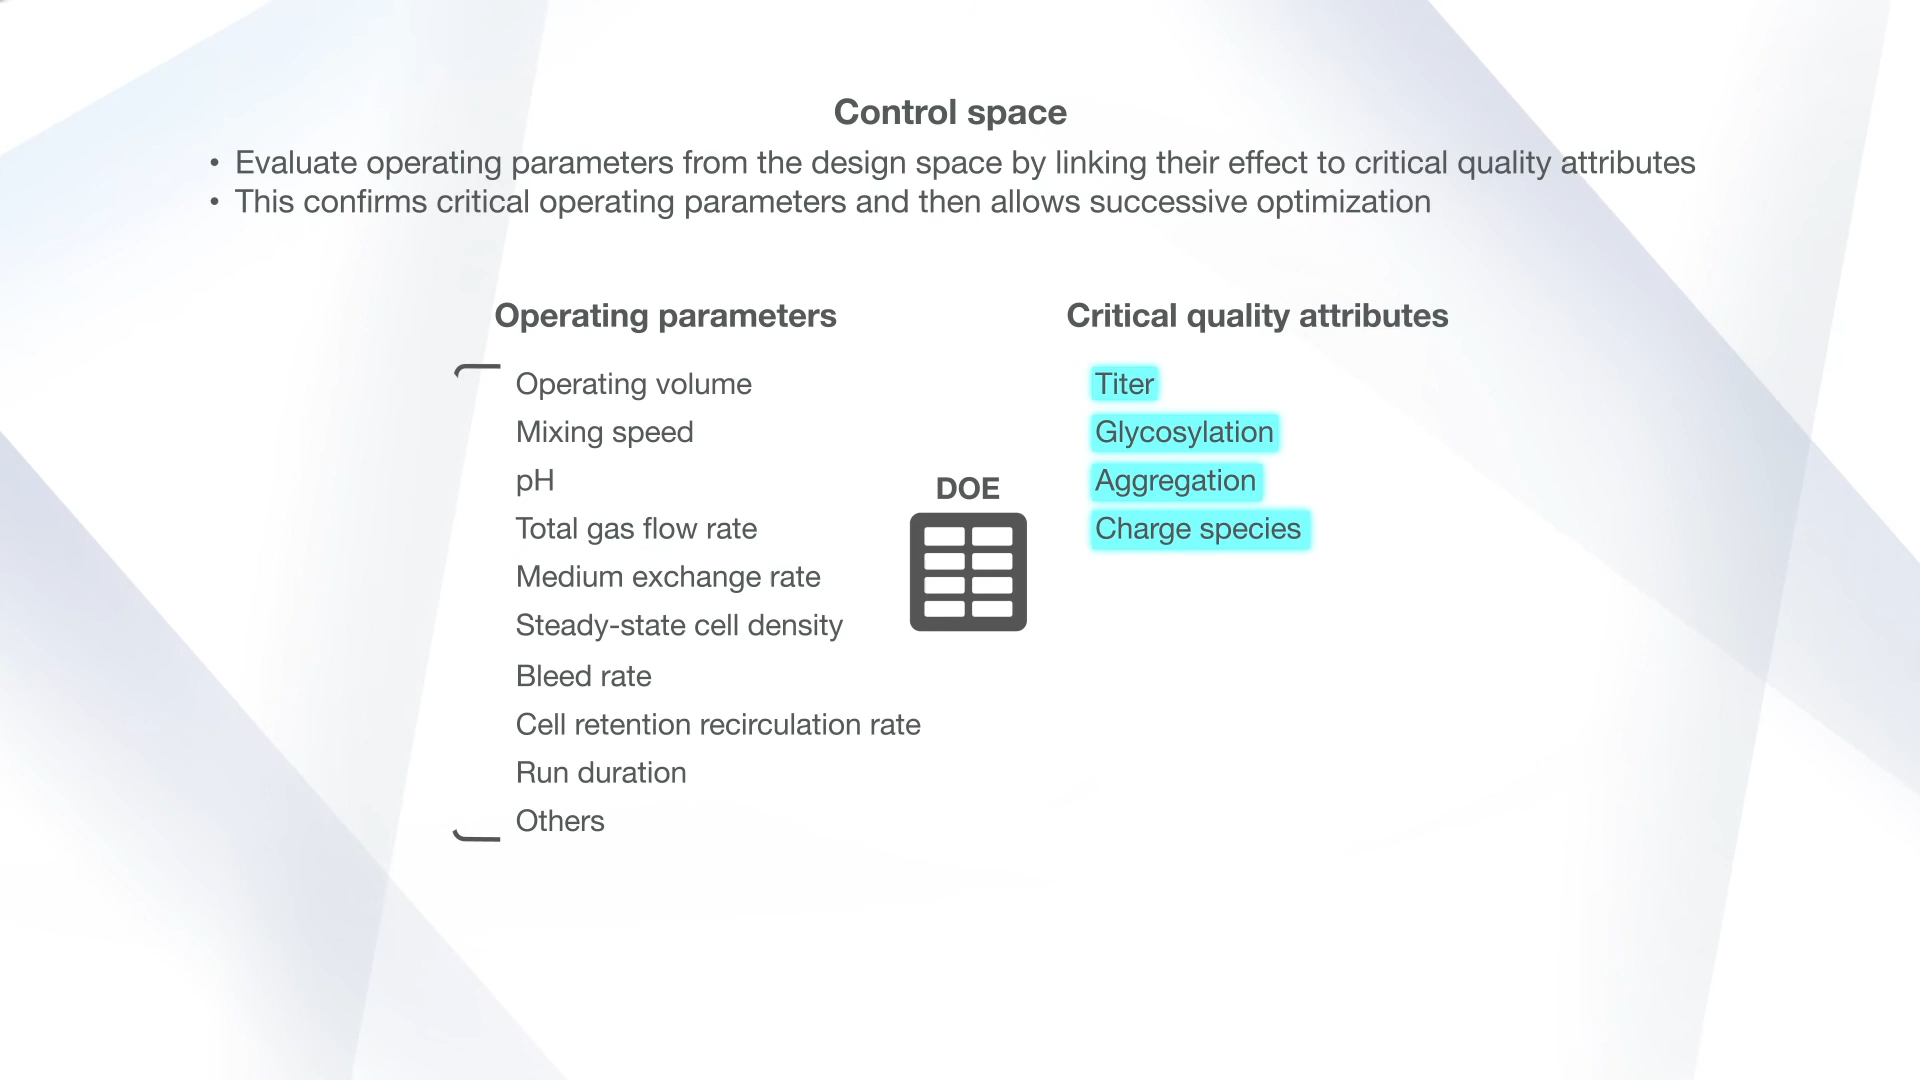 Control space
• Evaluate operating parameters from the design space by linking their effect to critical quality attributes
• This confirms critical operating parameters and then allows successive optimization
Operating parameters
Operating volume
Mixing speed
pH
Total gas flow rate
Medium exchange rate
Steady-state cell density
Bleed rate
Cell retention recirculation rate
Run duration
Others
DOE
Critical quality attributes
Titer
Glycosylation
Aggregation
Charge species